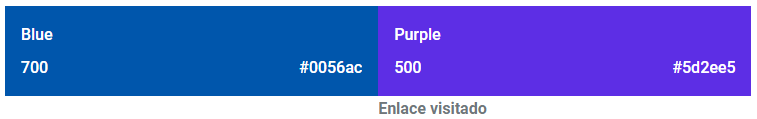 Blue
700 #0056ac
Purple
500 #5d2ee5
Enlace visitado